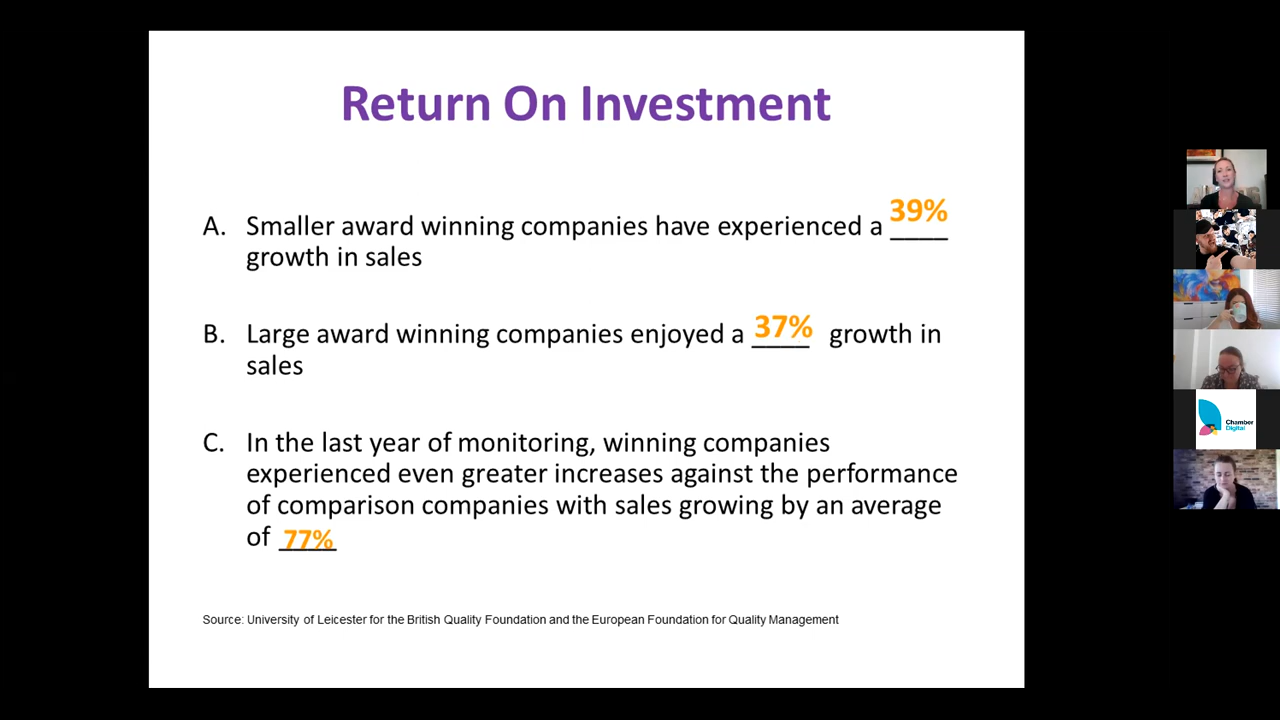 Return On Investment
A. Smaller award winning companies have experienced a 39%
growth in sales
B. Large award winning companies enjoyed a 37% growth in
sales
C. In the last year of monitoring, winning companies
experienced even greater increases against the performance
of comparison companies with sales growing by an average
of 77%
Source: University of Leicester for the British Quality Foundation and the European Foundation for Quality Management
Chamber
Digital